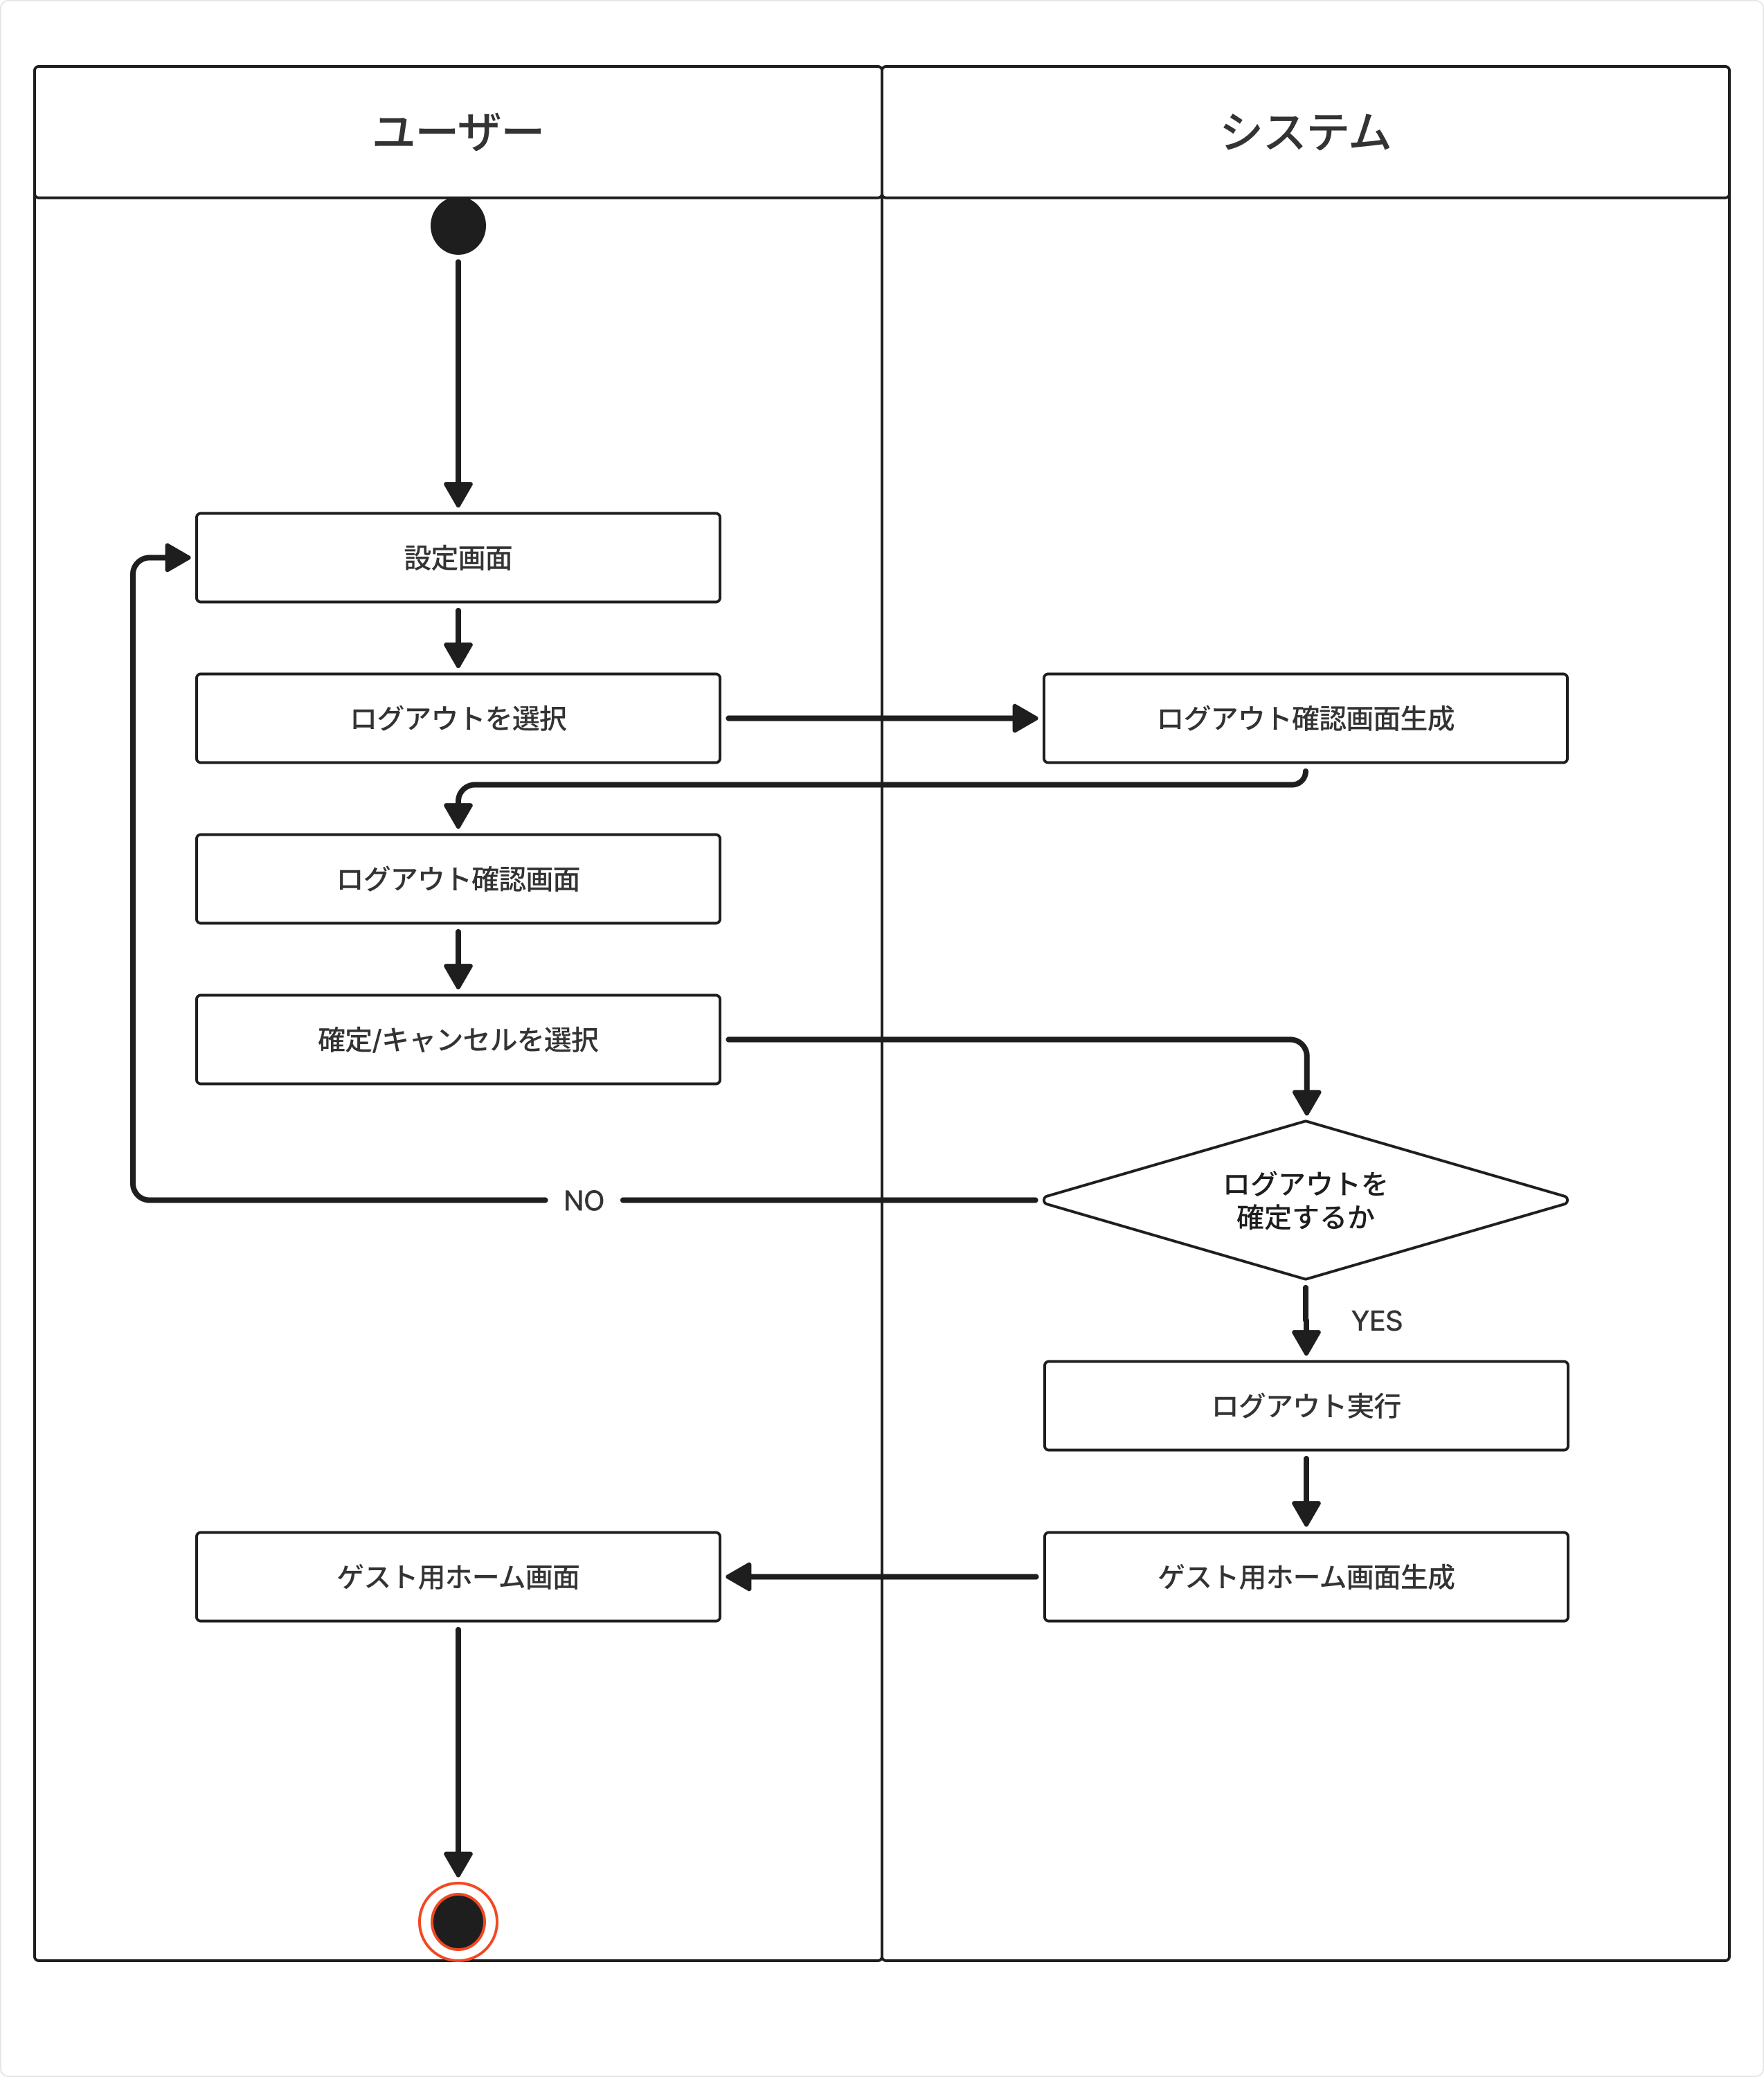 ユーザー
システム
設定画面
ログアウトを選択
ログアウト確認画面生成
ログアウト確認画面
確定/キャンセルを選択
ログアウトを
確定するか
NO
YES
ログアウト実行
ゲスト用ホーム画面
ゲスト用ホーム画面生成